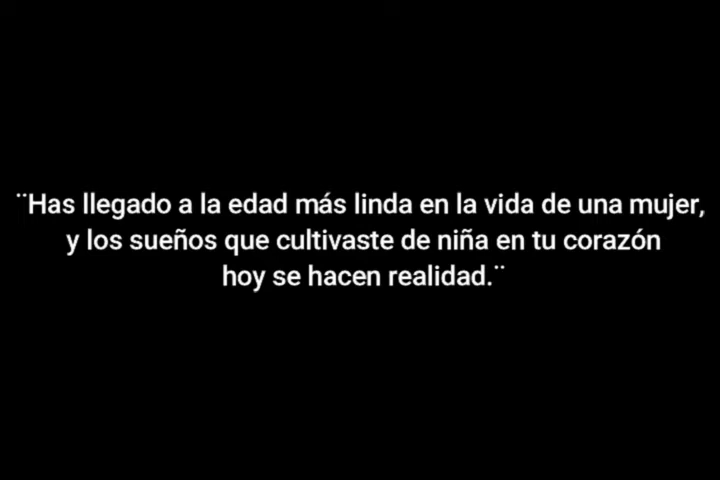 ¨Has llegado a la edad más linda en la vida de una mujer,
y los sueños que cultivaste de niña en tu corazón
hoy se hacen realidad.¨